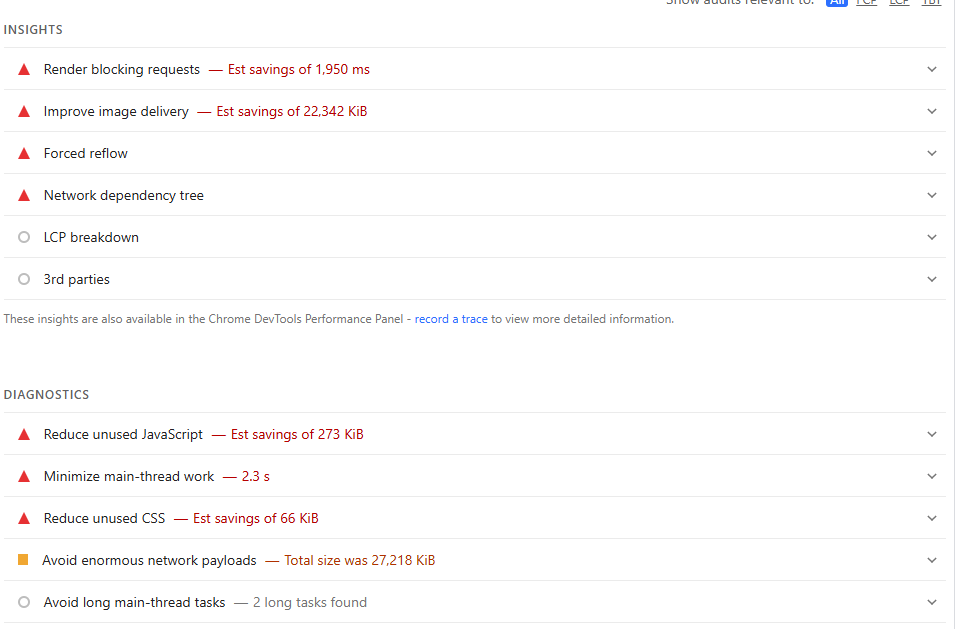 Show audits relevant to: All FCP LCP TBT
INSIGHTS
Render blocking requests — Est savings of 1,950 ms
Improve image delivery — Est savings of 22,342 KiB
Forced reflow
Network dependency tree
LCP breakdown
3rd parties
These insights are also available in the Chrome DevTools Performance Panel - record a trace to view more detailed information.
DIAGNOSTICS
Reduce unused JavaScript — Est savings of 273 KiB
Minimize main-thread work — 2.3 s
Reduce unused CSS — Est savings of 66 KiB
Avoid enormous network payloads — Total size was 27,218 KiB
Avoid long main-thread tasks — 2 long tasks found